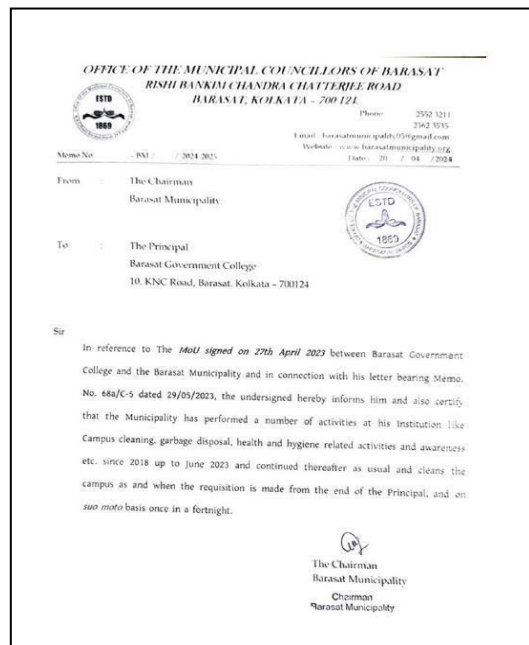 OFFICE OF THE MUNICIPAL COUNCILLORS OF BARASAT
RISHI BANKIM CHANDRA CHATTERJEE ROAD
BARASAT, KOLKATA - 700 124.
ESTD
1869
Phone 2552 3211
2562 3535
Email barasatmunicipality05@gmail.com
Website www.barasatmunicipality.org
Memo No. - BM / / 2024-2025 Date: 20 / 04 /2024
From : The Chairman
Barasat Municipality
ESTD
1869
To : The Principal
Barasat Government College
10. KNC Road, Barasat. Kolkata - 700124
Sir
In reference to The MoU signed on 27th April 2023 between Barasat Government
College and the Barasat Municipality and in connection with his letter bearing Memo.
No. 68a/C-5 dated 29/05/2023, the undersigned hereby informs him and also certify
that the Municipality has performed a number of activities at his Institution like
Campus cleaning, garbage disposal, health and hygiene related activities and awareness
etc. since 2018 up to June 2023 and continued thereafter as usual and cleans the
campus as and when the requisition is made from the end of the Principal, and on
suo moto basis once in a fortnight.
The Chairman
Barasat Municipality
Chairman
Barasat Municipality